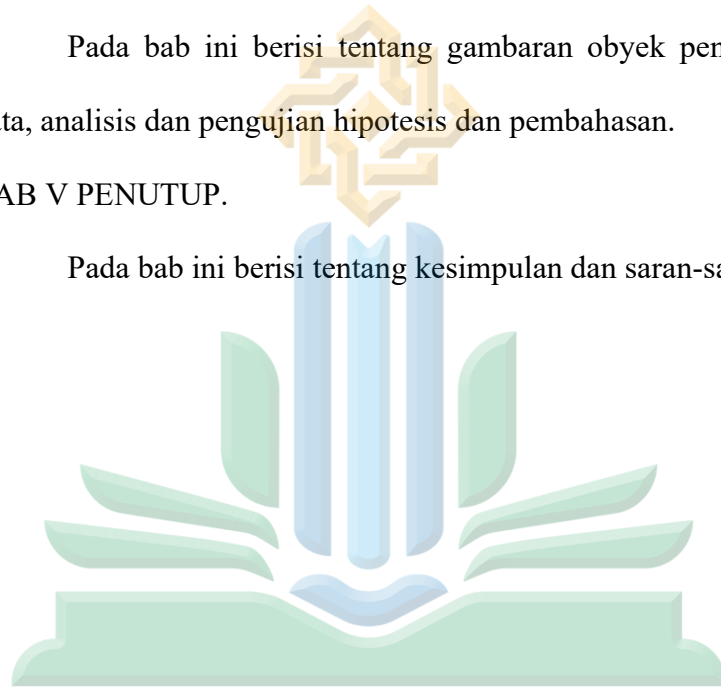 Pada bab ini berisi tentang gambaran obyek pen
ta, analisis dan pengujian hipotesis dan pembahasan.
AB V PENUTUP.
Pada bab ini berisi tentang kesimpulan dan saran-sa